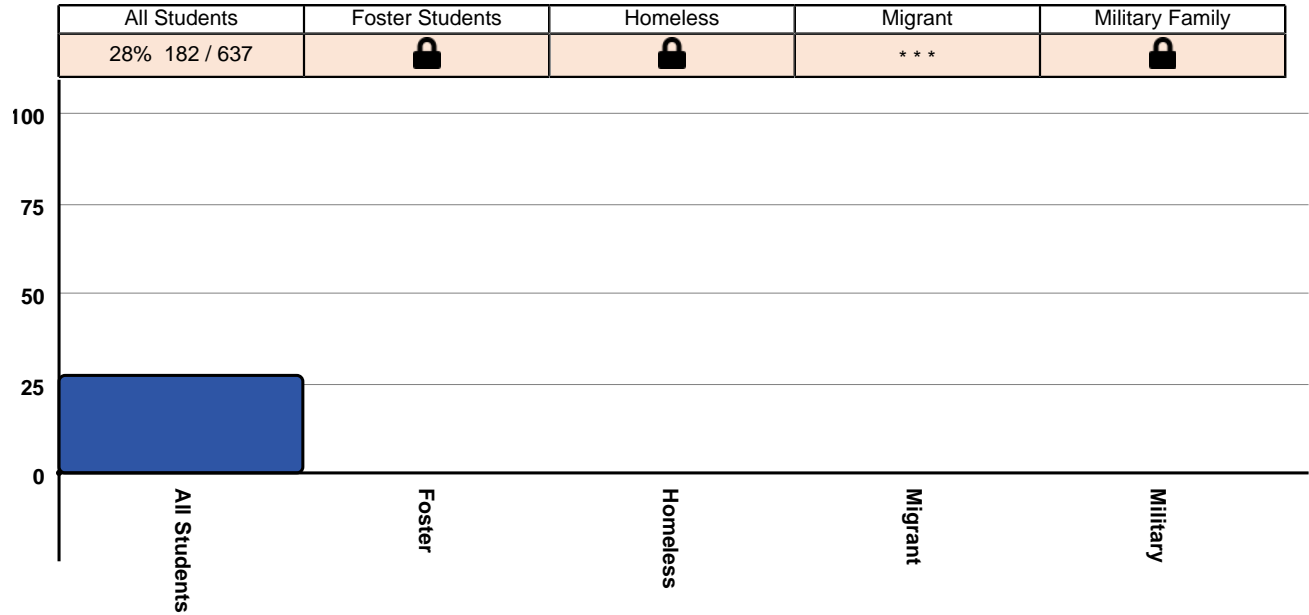 All Students Foster Students Homeless Migrant Military Family
28% 182 / 637 * * *
100
75
50
25
0
All Students
Foster
Homeless
Migrant
Military